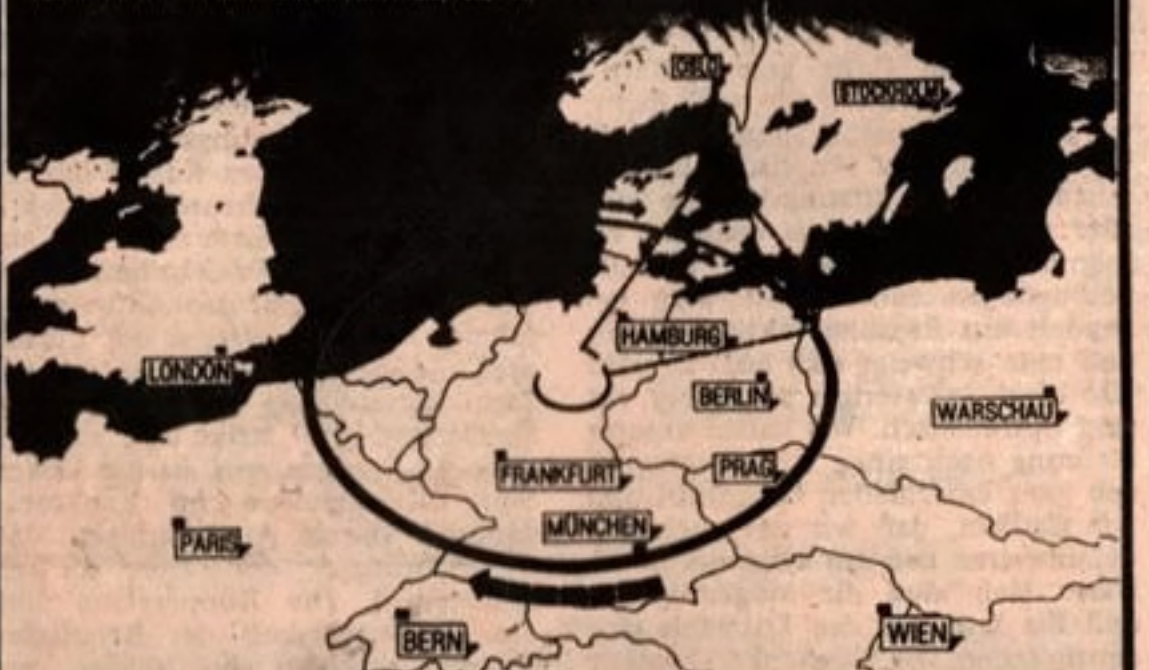 OSLO
STOCKHOLM
HAMBURG
LONDON
BERLIN
WARSCHAU
FRANKFURT
PRAG
MÜNCHEN
PARIS
BERN
WIEN